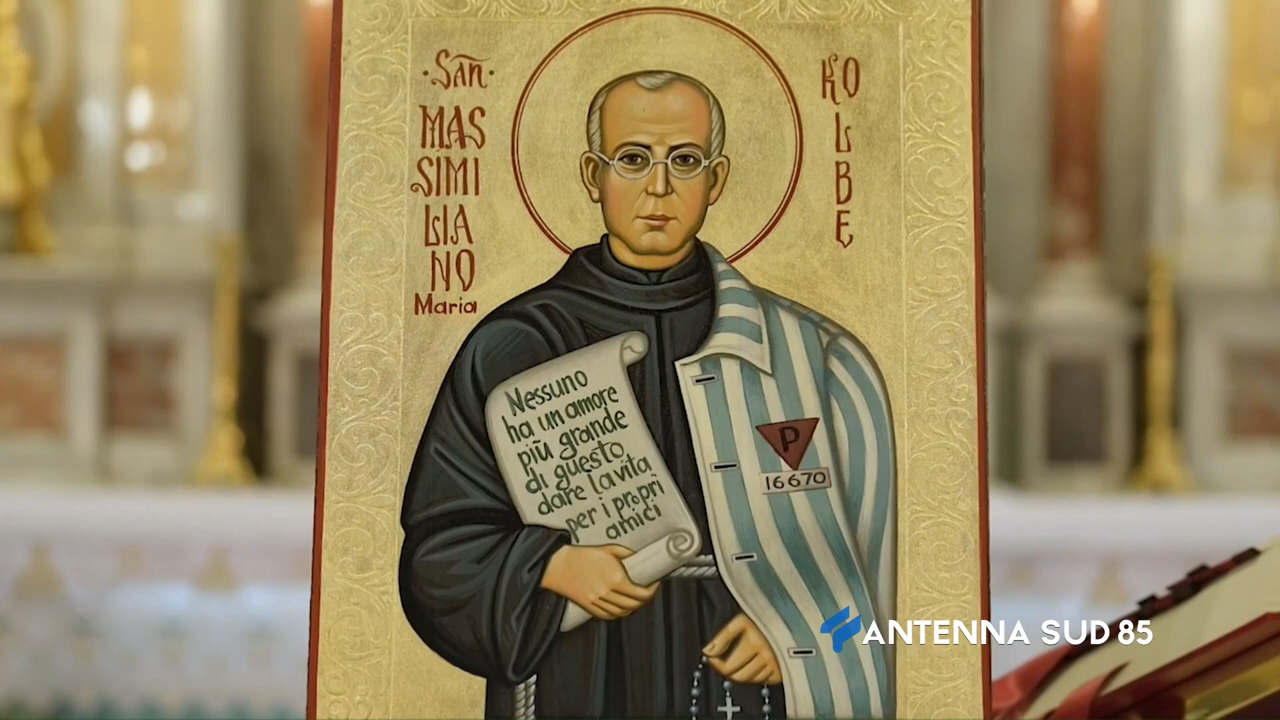 ·San·
MAS
SIMI
LIA
NO
Maria
KO
L
B
E
Nessuno
ha un amore
più grande
di questo
dare la vita
per i propri
amici
P
16670
ANTENNA SUD 85